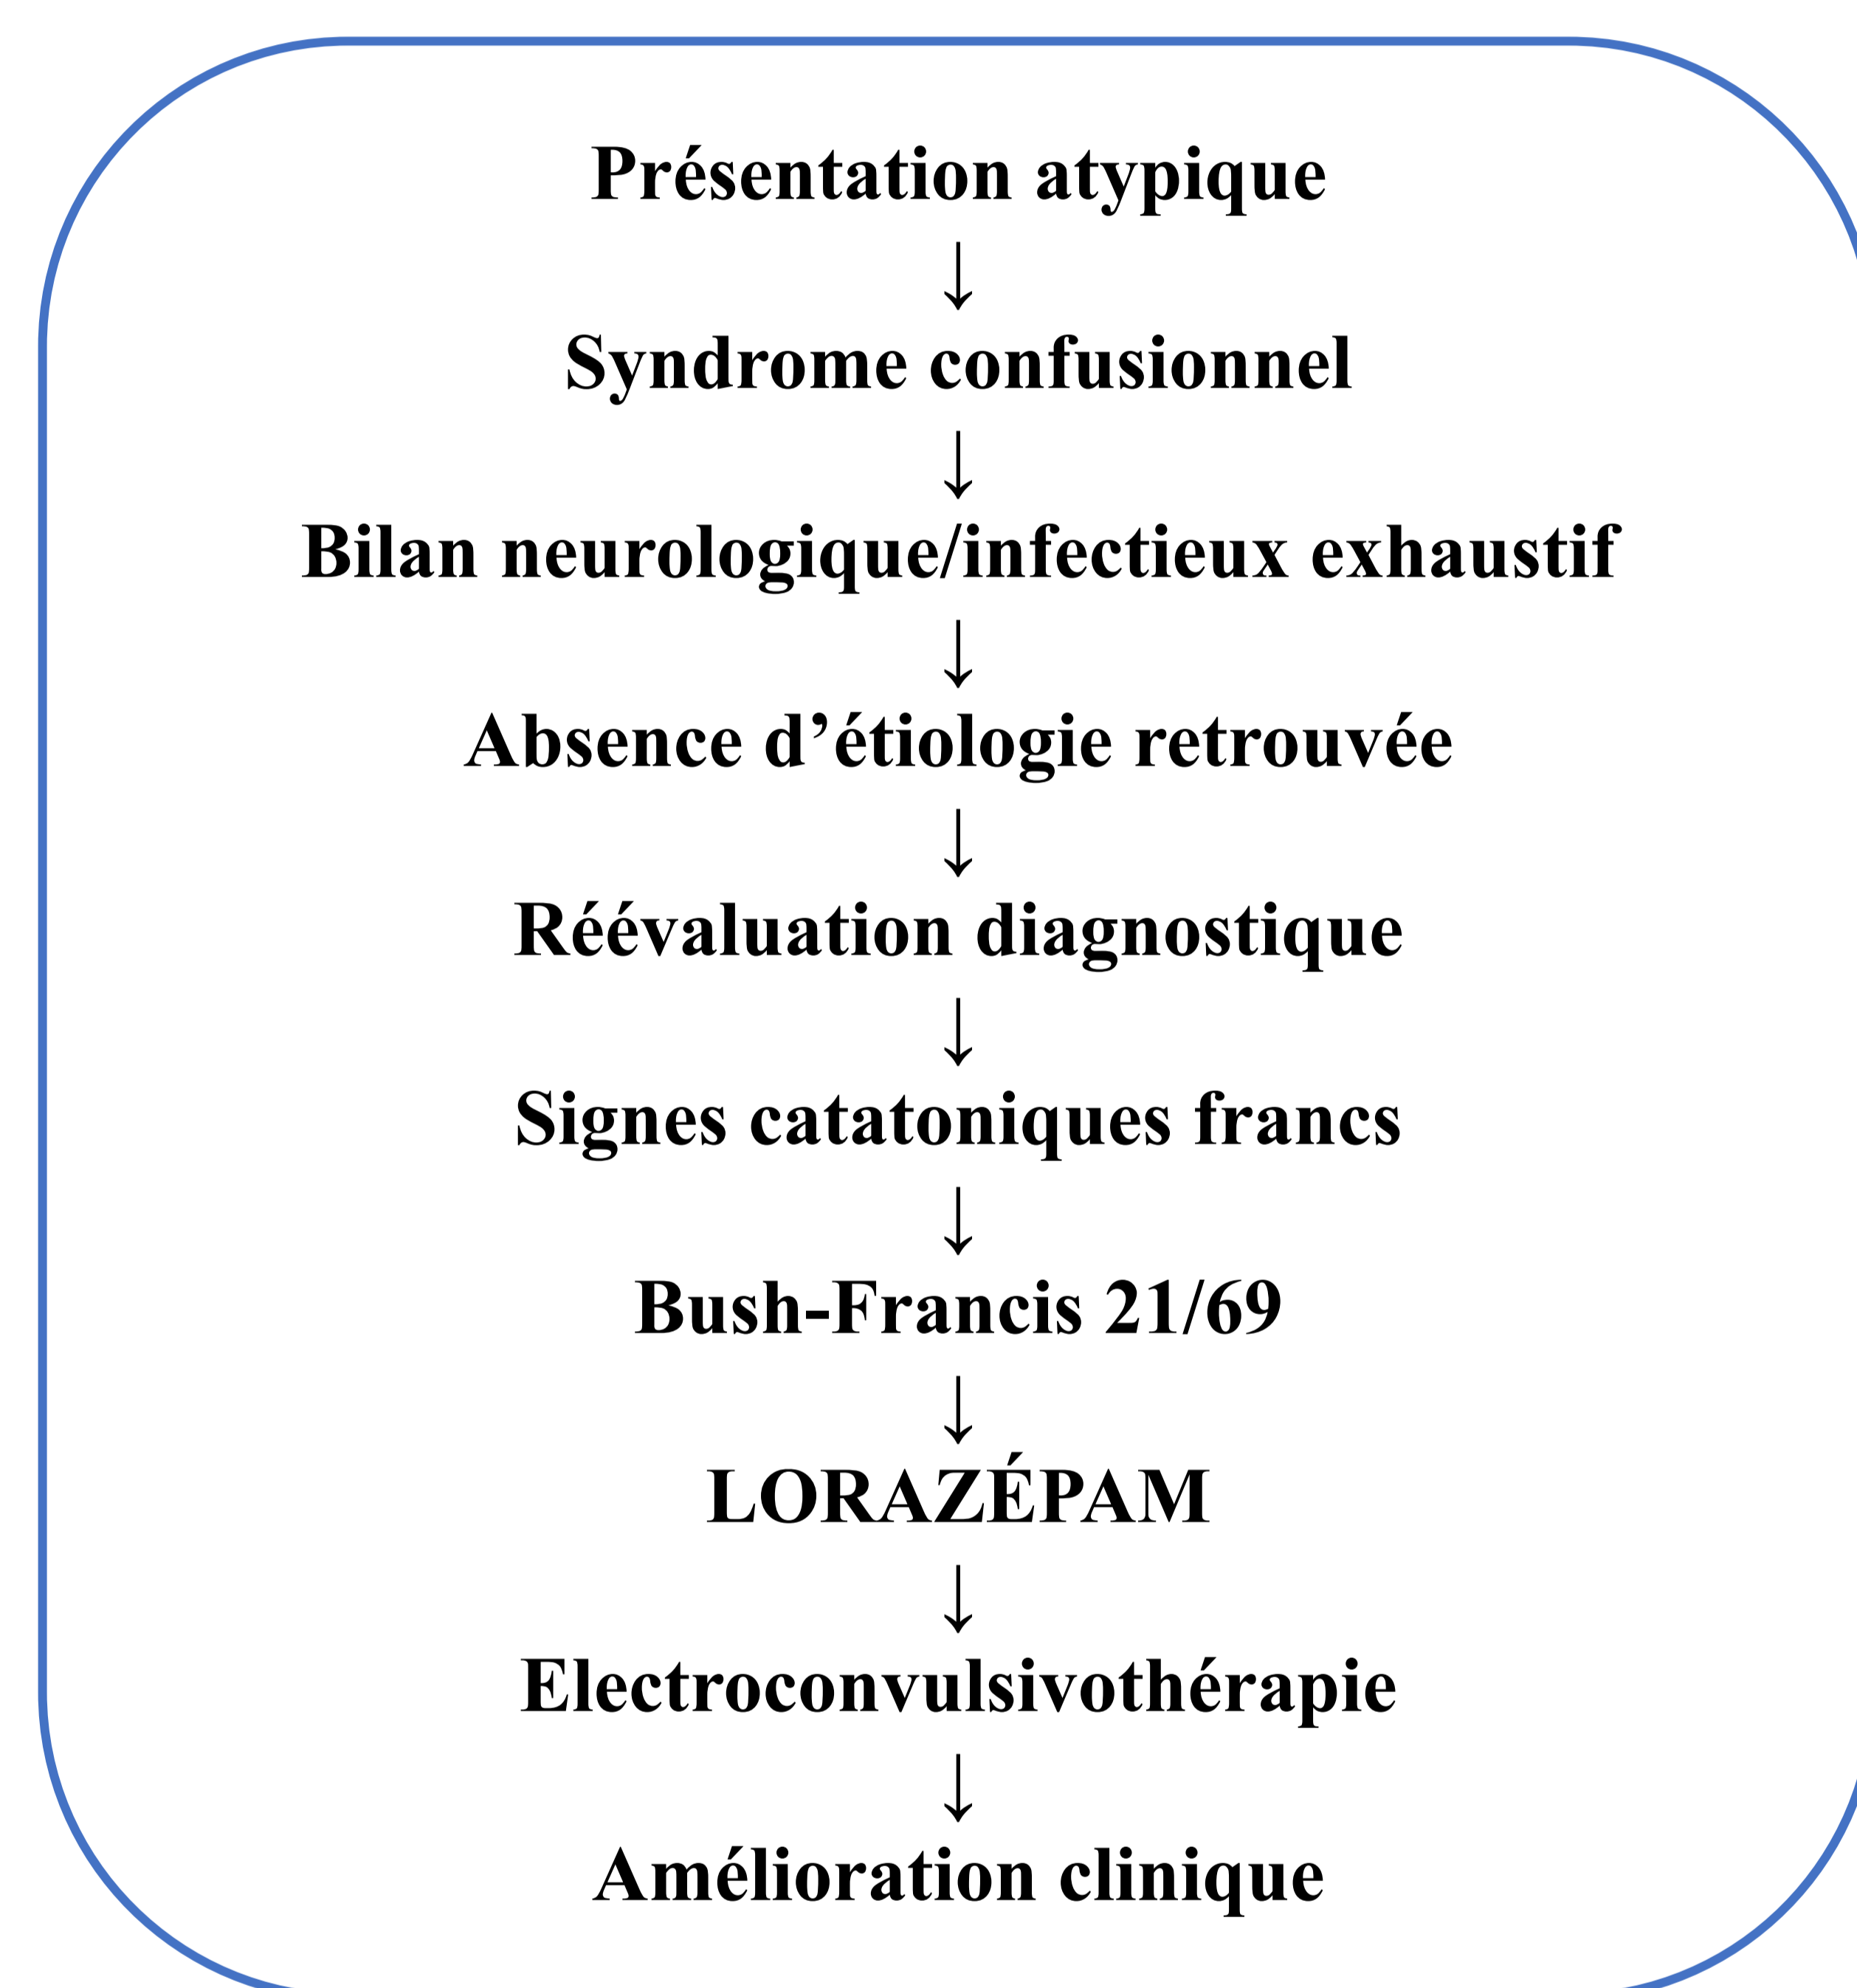 Présentation atypique
↓
Syndrome confusionnel
↓
Bilan neurologique/infectieux exhaustif
↓
Absence d’étiologie retrouvée
↓
Réévaluation diagnostique
↓
Signes catatoniques francs
↓
Bush-Francis 21/69
↓
LORAZÉPAM
↓
Electroconvulsivothérapie
↓
Amélioration clinique